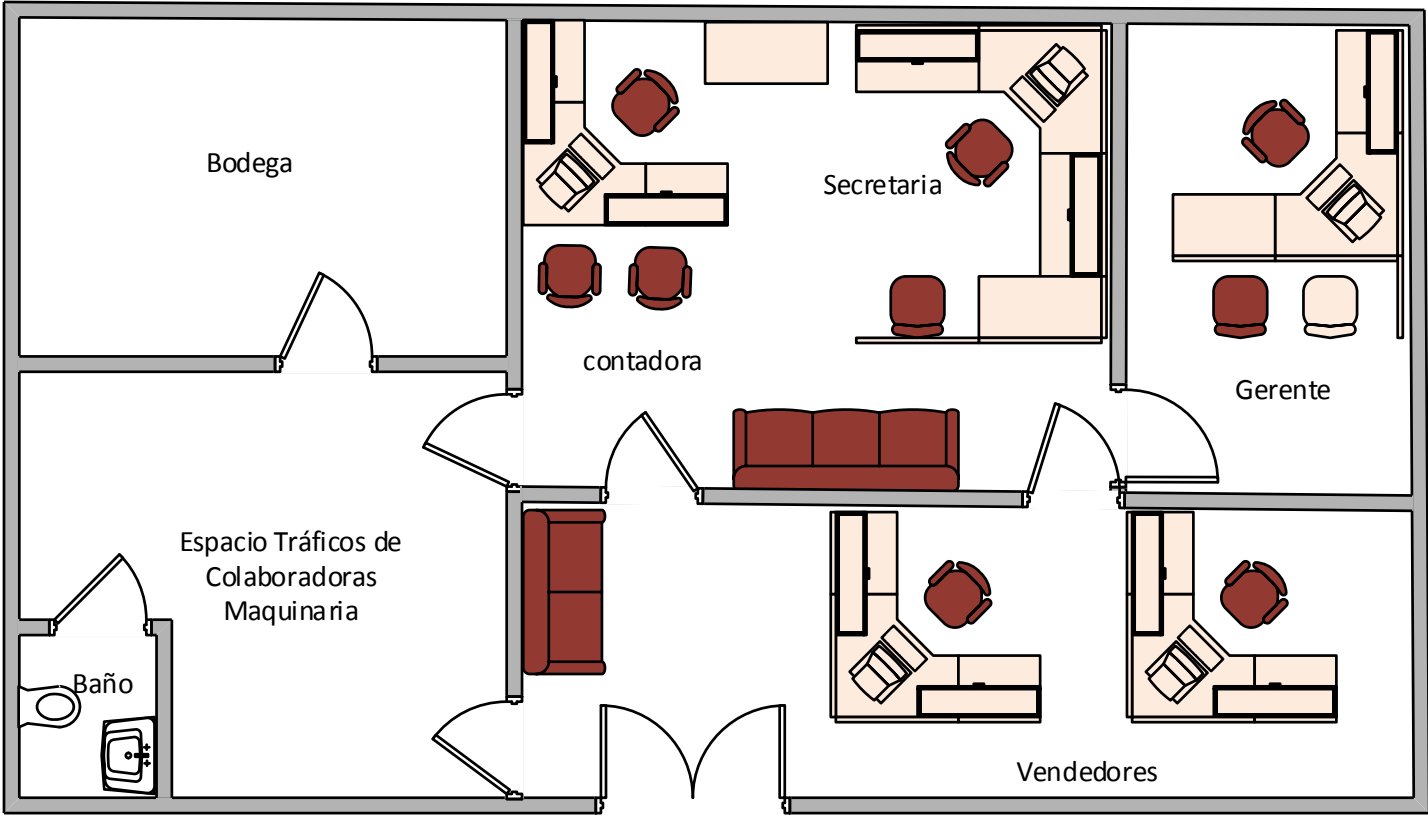 Bodega
Secretaria
contadora
Gerente
Espacio Tráficos de
Colaboradoras
Maquinaria
Baño
Vendedores